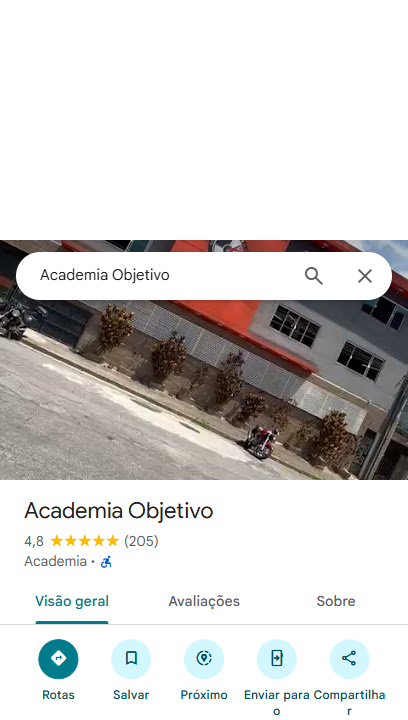 Academia Objetivo
Academia Objetivo
4,8 (205)
Academia ·
Visão geral Avaliações Sobre
Rotas Salvar Próximo Enviar para o Compartilhar